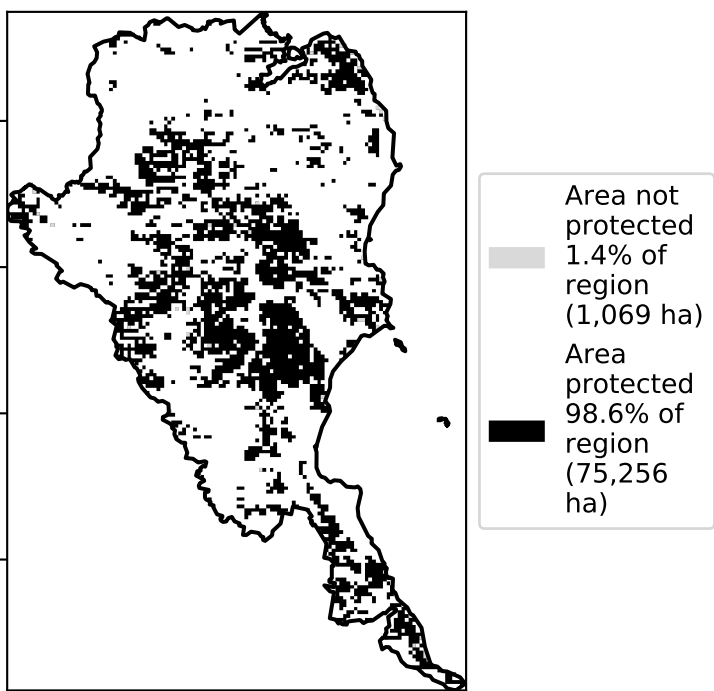 Area not
protected
1.4% of
region
(1,069 ha)
Area
protected
98.6% of
region
(75,256
ha)